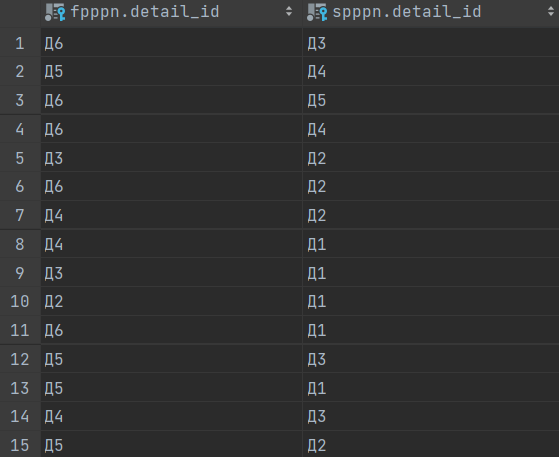 fpppn.detail_id spppn.detail_id
1 Д6 Д3
2 Д5 Д4
3 Д6 Д5
4 Д6 Д4
5 Д3 Д2
6 Д6 Д2
7 Д4 Д2
8 Д4 Д1
9 Д3 Д1
10 Д2 Д1
11 Д6 Д1
12 Д5 Д3
13 Д5 Д1
14 Д4 Д3
15 Д5 Д2